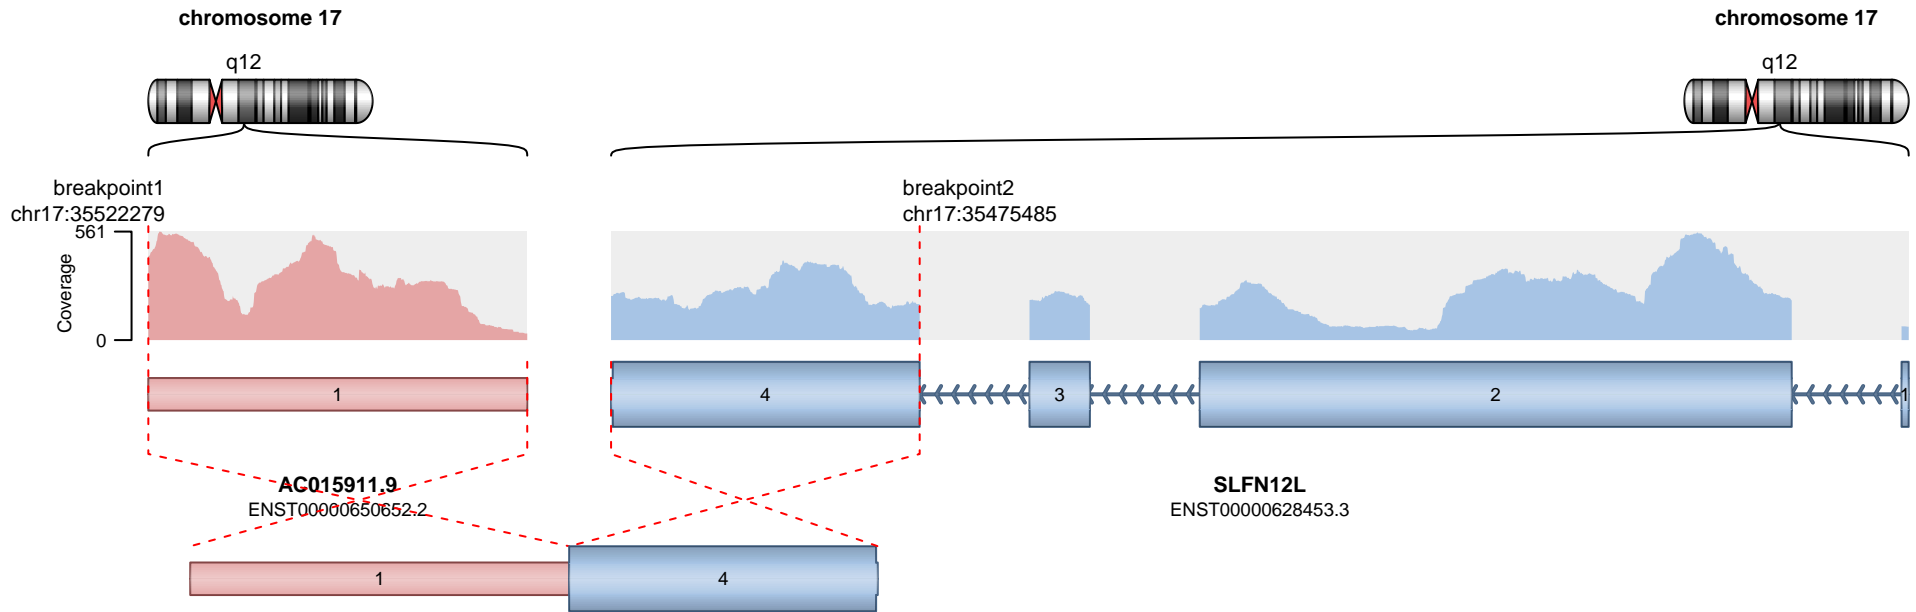 chromosome 17
chromosome 17
q12
q12
breakpoint1
chr17:35522279
breakpoint2
chr17:35475485
561
Coverage
0
1
4
3
2
1
AC015911.9
ENST00000650652.2
SLFN12L
ENST00000628453.3
1
4